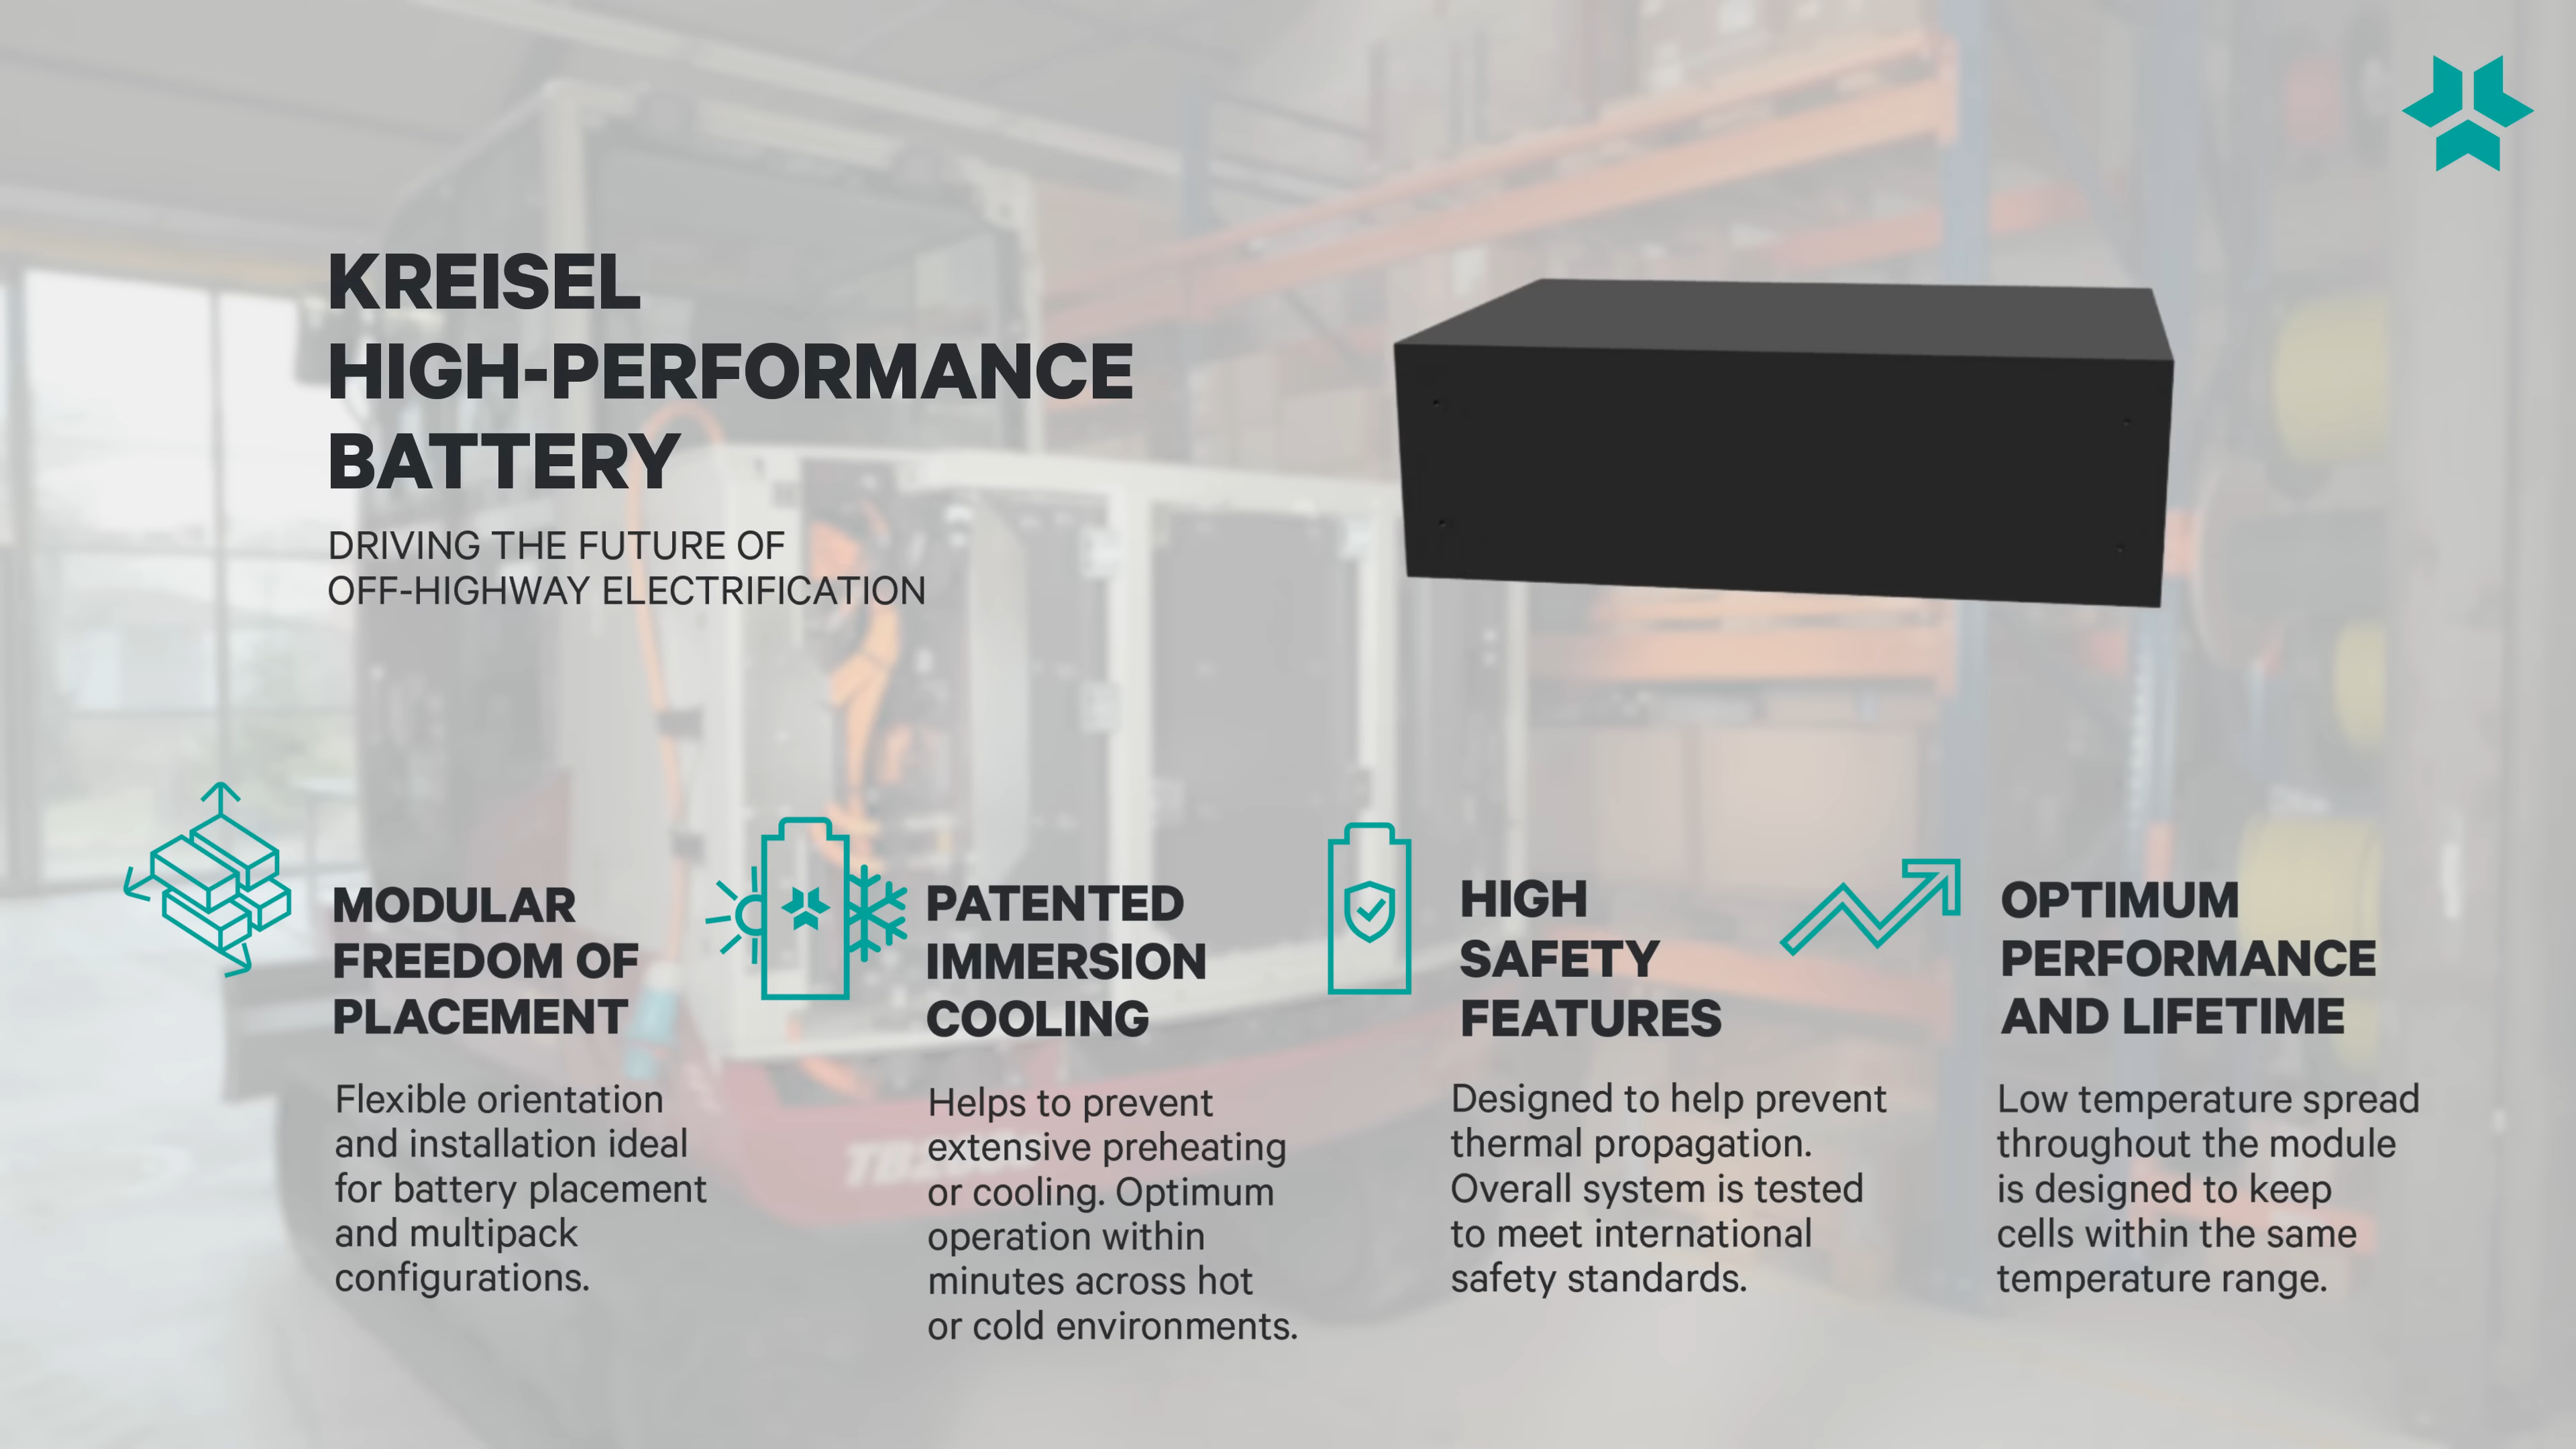 KREISEL
HIGH-PERFORMANCE
BATTERY
DRIVING THE FUTURE OF
OFF-HIGHWAY ELECTRIFICATION
MODULAR
FREEDOM OF
PLACEMENT
Flexible orientation
and installation ideal
for battery placement
and multipack
configurations.
PATENTED
IMMERSION
COOLING
Helps to prevent
extensive preheating
or cooling. Optimum
operation within
minutes across hot
or cold environments.
HIGH
SAFETY
FEATURES
Designed to help prevent
thermal propagation.
Overall system is tested
to meet international
safety standards.
OPTIMUM
PERFORMANCE
AND LIFETIME
Low temperature spread
throughout the module
is designed to keep
cells within the same
temperature range.